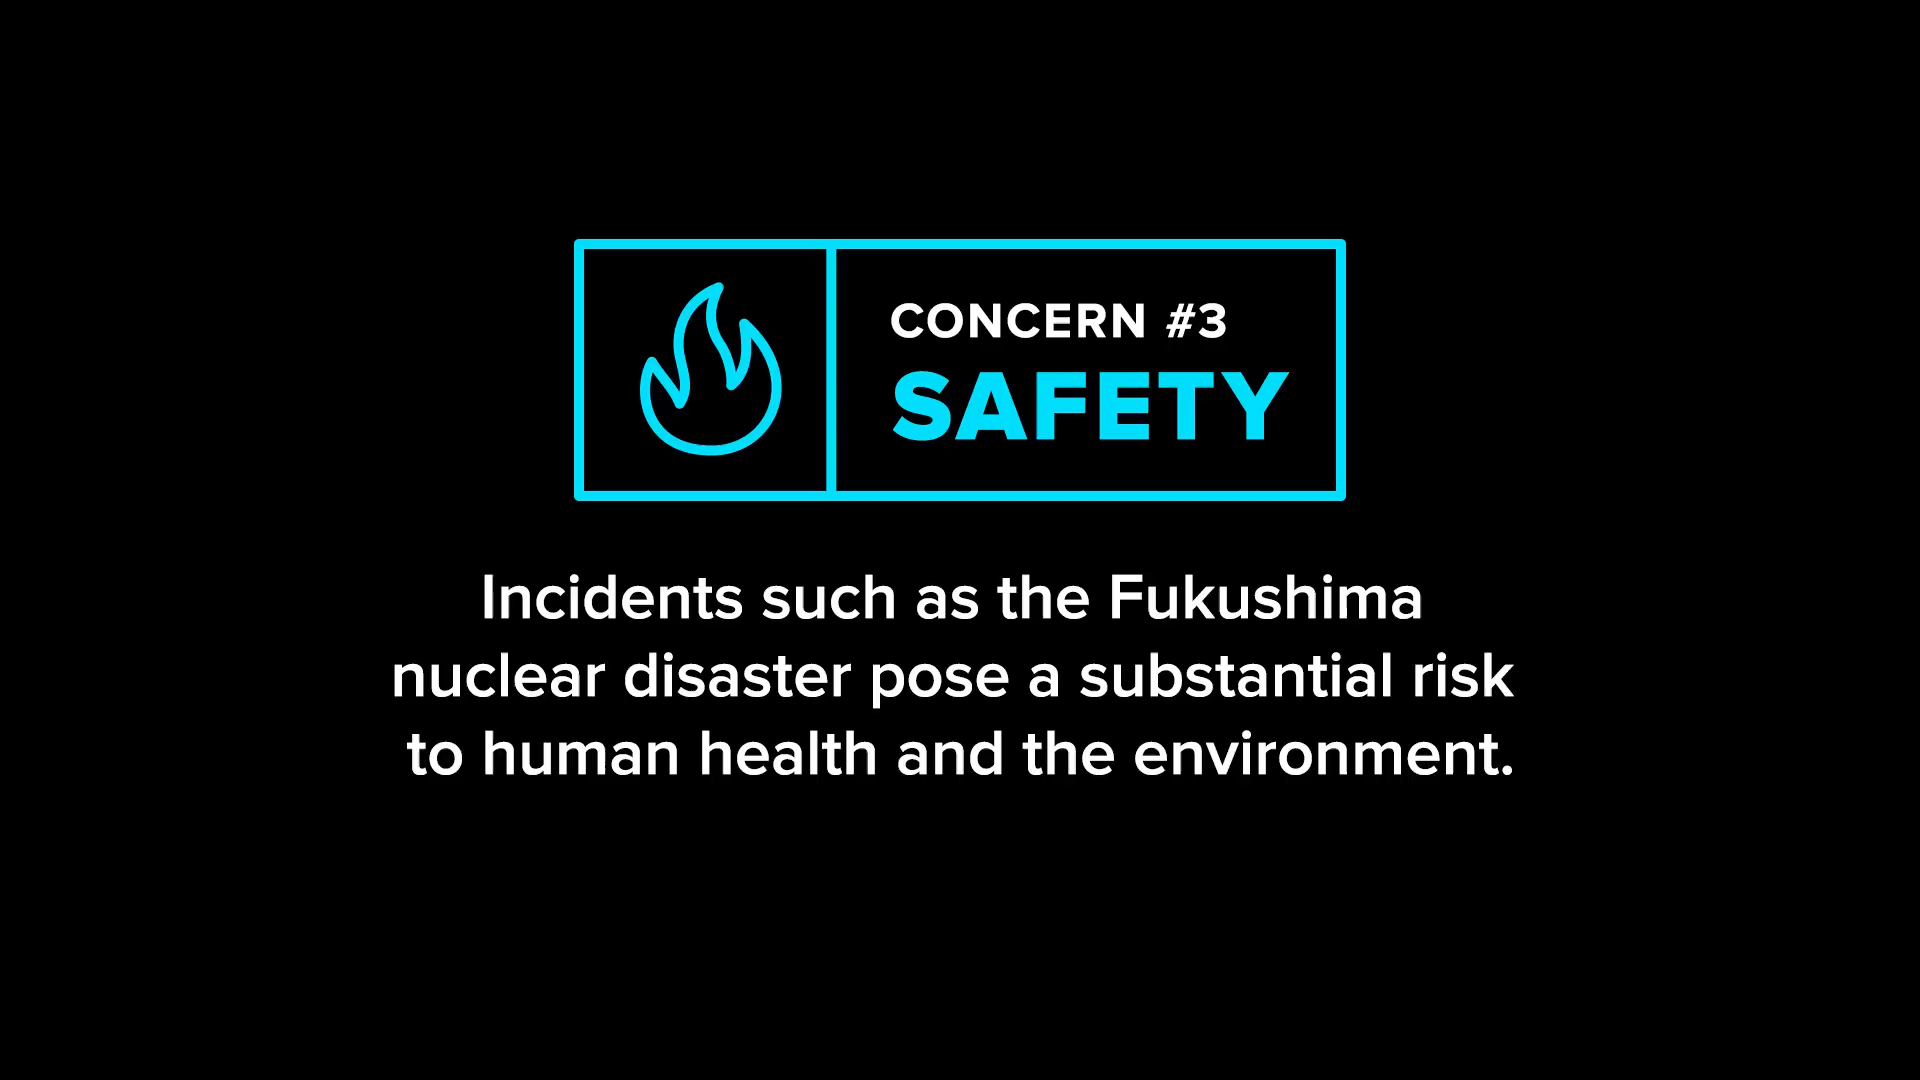 CONCERN #3
SAFETY
Incidents such as the Fukushima
nuclear disaster pose a substantial risk
to human health and the environment.